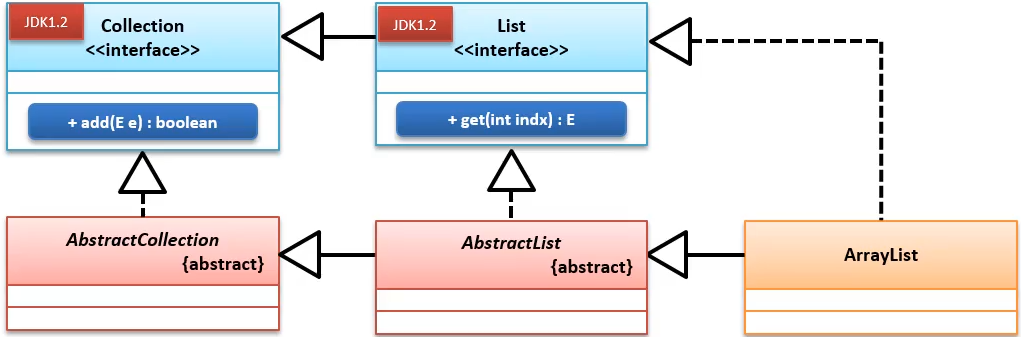 JDK1.2
Collection
<<interface>>
+ add(E e) : boolean
JDK1.2
List
<<interface>>
+ get(int indx) : E
AbstractCollection
{abstract}
AbstractList
{abstract}
ArrayList